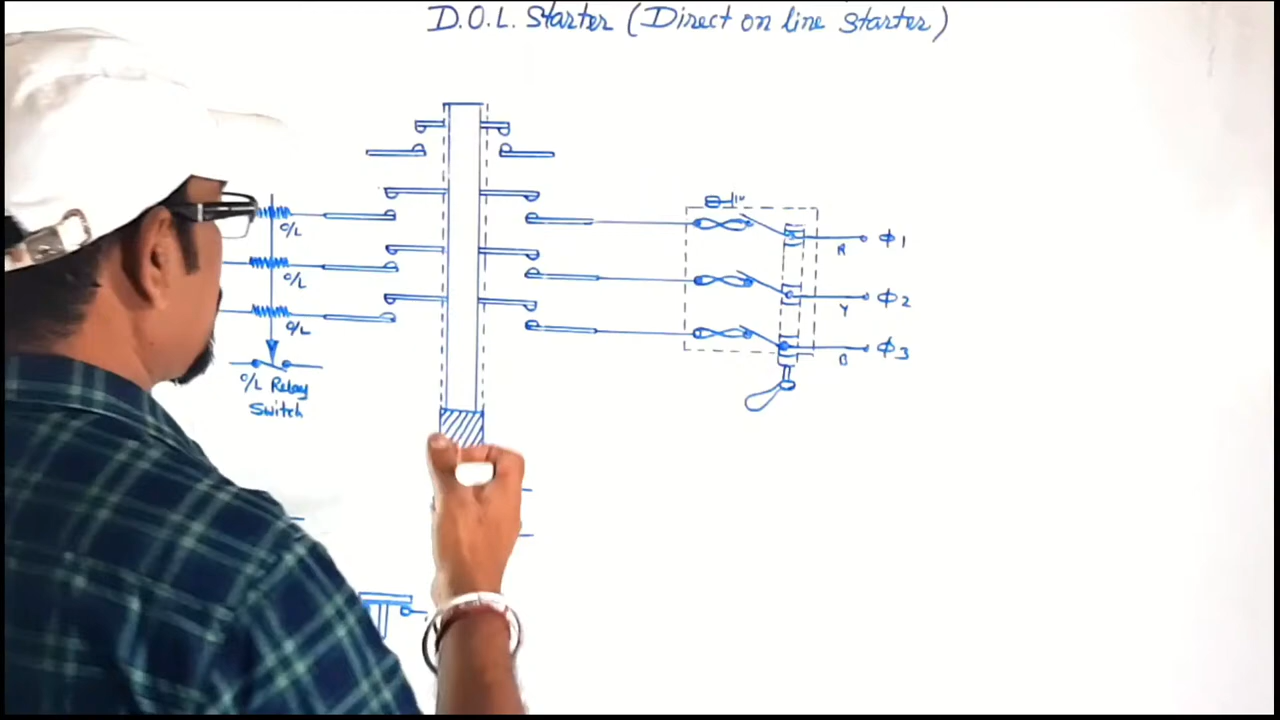 D.O.L. Starter (Direct on line starter)
R Φ1
O/L
O/L
Y Φ2
O/L
B Φ3
O/L Relay
Switch